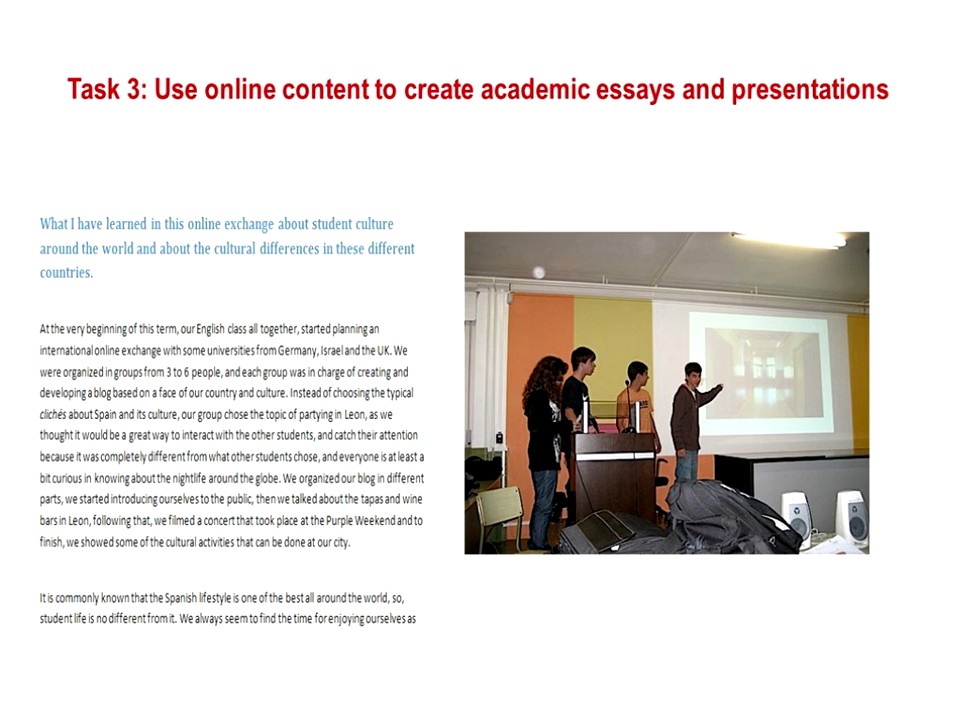 Task 3: Use online content to create academic essays and presentations
What I have learned in this online exchange about student culture
around the world and about the cultural differences in these different
countries.
At the very beginning of this term, our English class all together, started planning an
international online exchange with some universities from Germany, Israel and the UK. We
were organized in groups from 3 to 6 people, and each group was in charge of creating and
developing a blog based on a face of our country and culture. Instead of choosing the typical
clichés about Spain and its culture, our group chose the topic of partying in Leon, as we
thought it would be a great way to interact with the other students, and catch their attention
because it was completely different from what other students chose, and everyone is at least a
bit curious in knowing about the nightlife around the globe. We organized our blog in different
parts, we started introducing ourselves to the public, then we talked about the tapas and wine
bars in Leon, following that, we filmed a concert that took place at the Purple Weekend and to
finish, we showed some of the cultural activities that can be done at our city.
It is commonly known that the Spanish lifestyle is one of the best all around the world, so,
student life is no different from it. We always seem to find the time for enjoying ourselves as